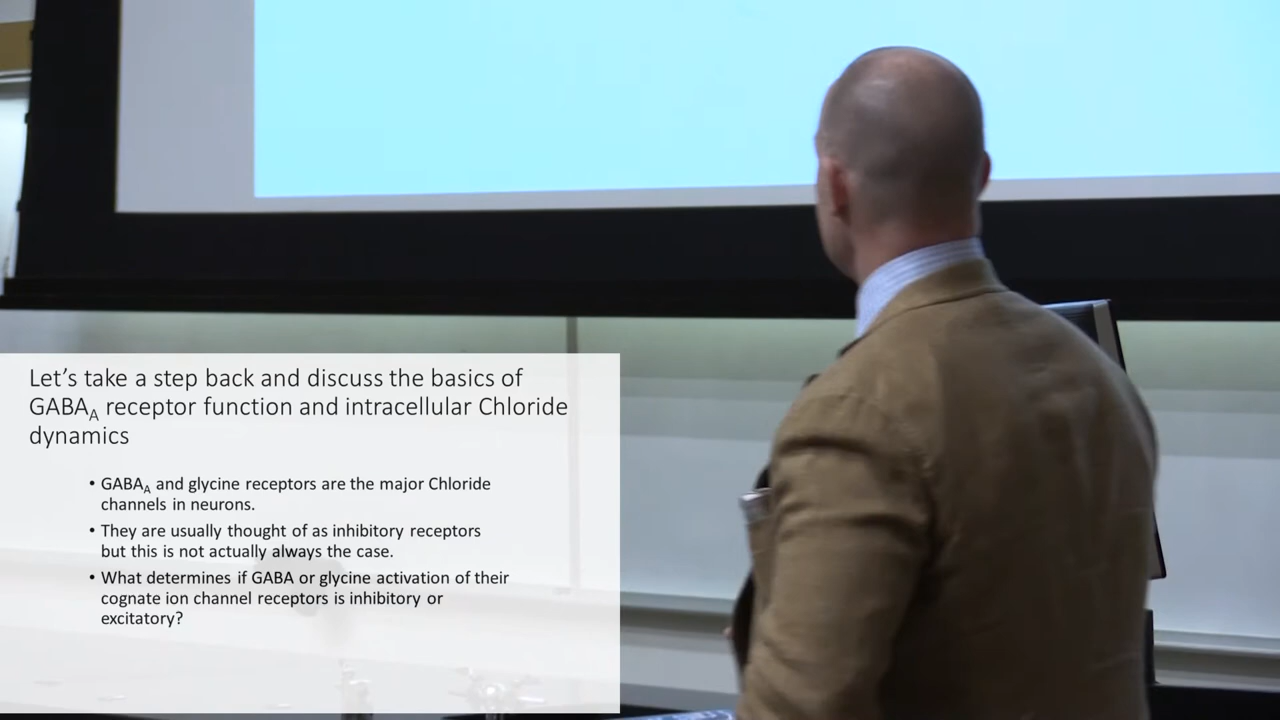 Let's take a step back and discuss the basics of
GABAA receptor function and intracellular Chloride
dynamics
• GABAA and glycine receptors are the major Chloride
channels in neurons.
• They are usually thought of as inhibitory receptors
but this is not actually always the case.
• What determines if GABA or glycine activation of their
cognate ion channel receptors is inhibitory or
excitatory?